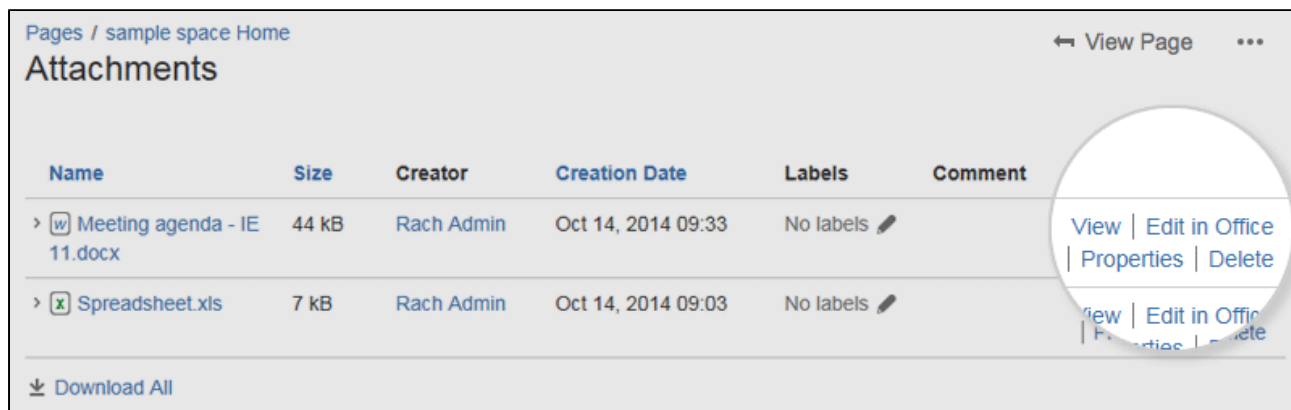 Pages / sample space Home
View Page
Attachments
Name Size Creator Creation Date Labels Comment
Meeting agenda - IE 44 kB Rach Admin Oct 14, 2014 09:33 No labels View | Edit in Office
11.docx | Properties | Delete
Spreadsheet.xls 7 kB Rach Admin Oct 14, 2014 09:03 No labels Edit in
Download All